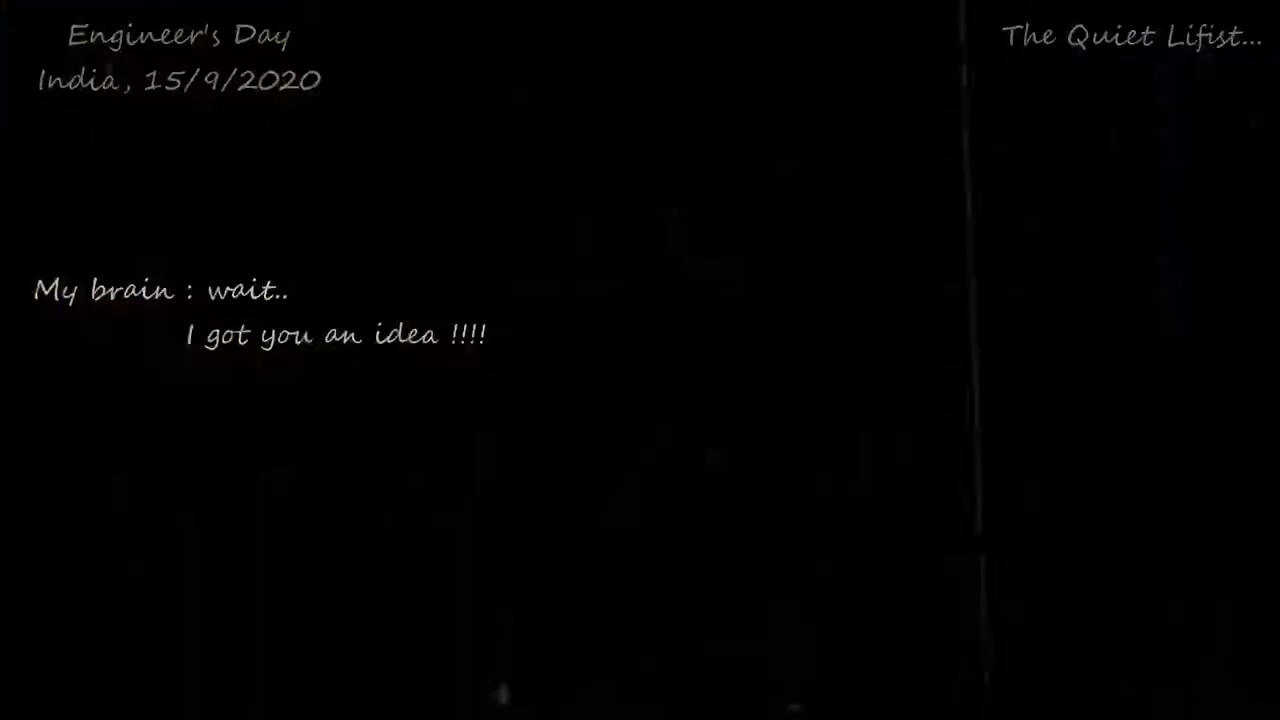 Engineer's Day
India, 15/9/2020
The Quiet Lifist...
My brain : wait..
I got you an idea !!!!